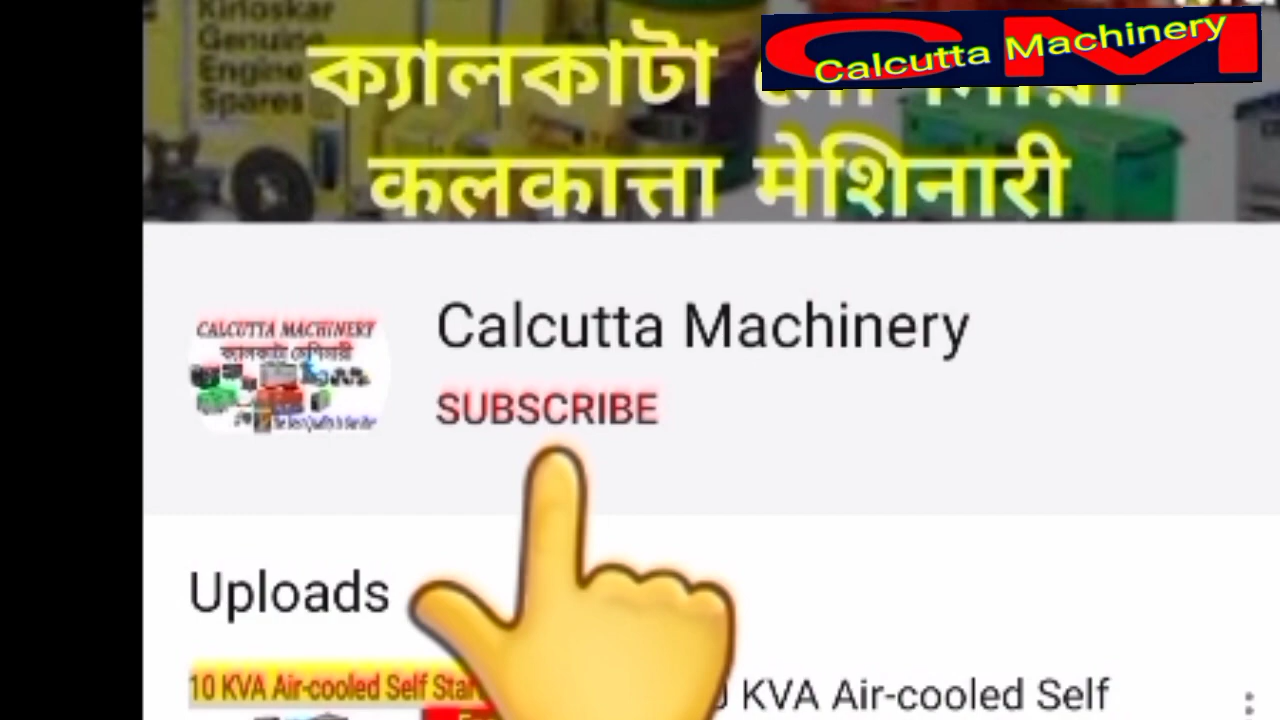 Kirloskar
Genuine
Engine
Spares
ক্যালকাটা
कलकात्ता मेशिनारी
Calcutta Machinery
CALCUTTA MACHINERY
ক্যালকাটা মেশিনারী
Calcutta Machinery
SUBSCRIBE
Uploads
10 KVA Air-cooled Self
KVA Air-cooled Self